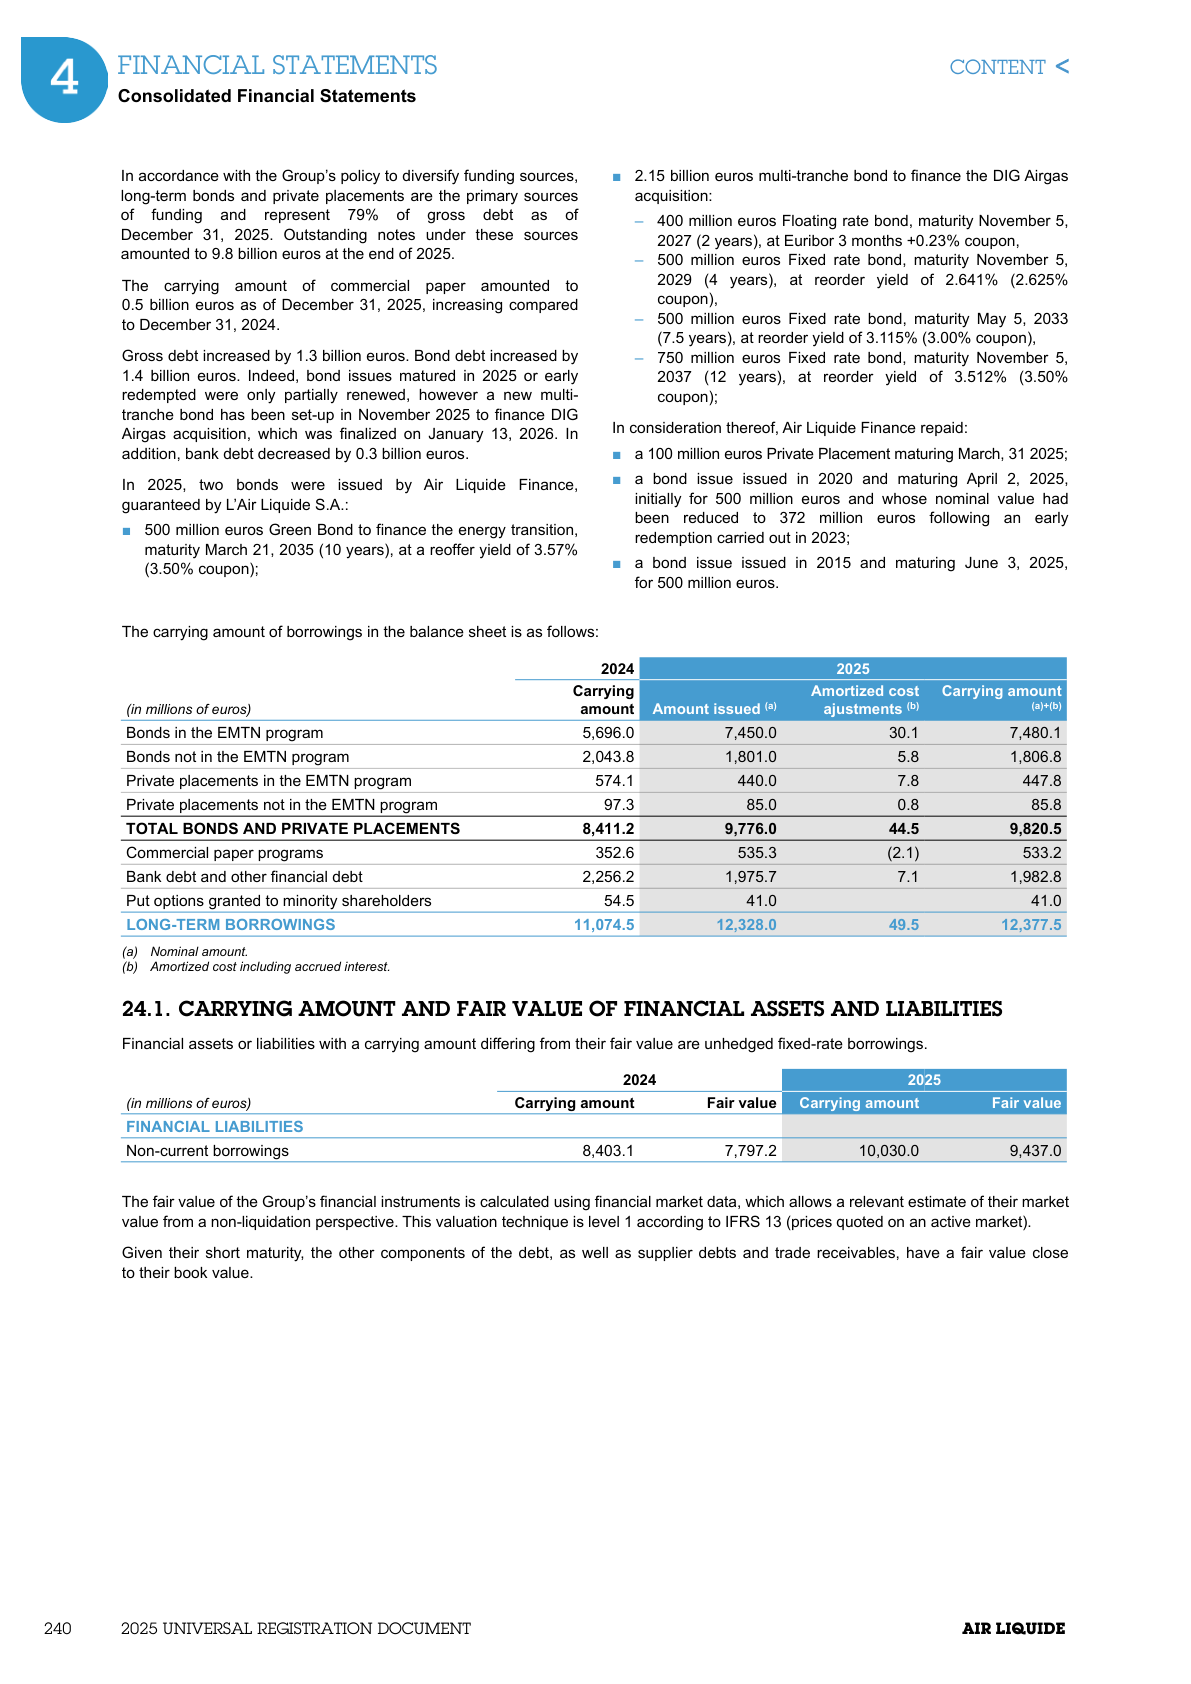 4
FINANCIAL STATEMENTS
CONTENT <
Consolidated Financial Statements
In accordance with the Group's policy to diversify funding sources,
long-term bonds and private placements are the primary sources
of funding and represent 79% of gross debt as of
December 31, 2025. Outstanding notes under these sources
amounted to 9.8 billion euros at the end of 2025.
The carrying amount of commercial paper amounted to
0.5 billion euros as of December 31, 2025, increasing compared
to December 31, 2024.
Gross debt increased by 1.3 billion euros. Bond debt increased by
1.4 billion euros. Indeed, bond issues matured in 2025 or early
redempted were only partially renewed, however a new multi-
tranche bond has been set-up in November 2025 to finance DIG
Airgas acquisition, which was finalized on January 13, 2026. In
addition, bank debt decreased by 0.3 billion euros.
In 2025, two bonds were issued by Air Liquide Finance,
guaranteed by L'Air Liquide S.A.:
■ 500 million euros Green Bond to finance the energy transition,
maturity March 21, 2035 (10 years), at a reoffer yield of 3.57%
(3.50% coupon);
■ 2.15 billion euros multi-tranche bond to finance the DIG Airgas
acquisition:
– 400 million euros Floating rate bond, maturity November 5,
2027 (2 years), at Euribor 3 months +0.23% coupon,
– 500 million euros Fixed rate bond, maturity November 5,
2029 (4 years), at reorder yield of 2.641% (2.625%
coupon),
– 500 million euros Fixed rate bond, maturity May 5, 2033
(7.5 years), at reorder yield of 3.115% (3.00% coupon),
– 750 million euros Fixed rate bond, maturity November 5,
2037 (12 years), at reorder yield of 3.512% (3.50%
coupon);
In consideration thereof, Air Liquide Finance repaid:
■ a 100 million euros Private Placement maturing March, 31 2025;
■ a bond issue issued in 2020 and maturing April 2, 2025,
initially for 500 million euros and whose nominal value had
been reduced to 372 million euros following an early
redemption carried out in 2023;
■ a bond issue issued in 2015 and maturing June 3, 2025,
for 500 million euros.
The carrying amount of borrowings in the balance sheet is as follows:
2024 2025
(in millions of euros) Carrying amount Amount issued (a) Amortized cost ajustments (b) Carrying amount (a)+(b)
Bonds in the EMTN program 5,696.0 7,450.0 30.1 7,480.1
Bonds not in the EMTN program 2,043.8 1,801.0 5.8 1,806.8
Private placements in the EMTN program 574.1 440.0 7.8 447.8
Private placements not in the EMTN program 97.3 85.0 0.8 85.8
TOTAL BONDS AND PRIVATE PLACEMENTS 8,411.2 9,776.0 44.5 9,820.5
Commercial paper programs 352.6 535.3 (2.1) 533.2
Bank debt and other financial debt 2,256.2 1,975.7 7.1 1,982.8
Put options granted to minority shareholders 54.5 41.0 41.0
LONG-TERM BORROWINGS 11,074.5 12,328.0 49.5 12,377.5
(a) Nominal amount.
(b) Amortized cost including accrued interest.
24.1. CARRYING AMOUNT AND FAIR VALUE OF FINANCIAL ASSETS AND LIABILITIES
Financial assets or liabilities with a carrying amount differing from their fair value are unhedged fixed-rate borrowings.
2024 2025
(in millions of euros) Carrying amount Fair value Carrying amount Fair value
FINANCIAL LIABILITIES
Non-current borrowings 8,403.1 7,797.2 10,030.0 9,437.0
The fair value of the Group's financial instruments is calculated using financial market data, which allows a relevant estimate of their market
value from a non-liquidation perspective. This valuation technique is level 1 according to IFRS 13 (prices quoted on an active market).
Given their short maturity, the other components of the debt, as well as supplier debts and trade receivables, have a fair value close
to their book value.
240 2025 UNIVERSAL REGISTRATION DOCUMENT AIR LIQUIDE